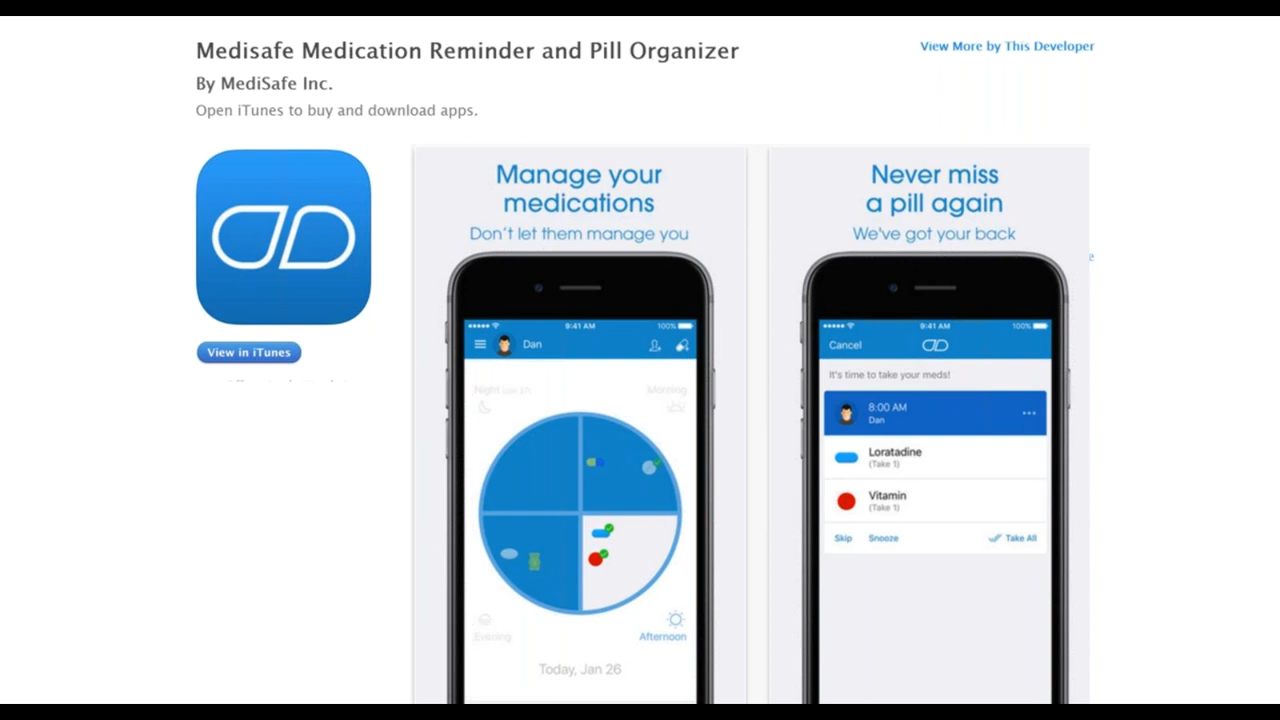 Medisafe Medication Reminder and Pill Organizer
View More by This Developer
By MediSafe Inc.
Open iTunes to buy and download apps.
View in iTunes
Manage your
medications
Don't let them manage you
9:41 AM 100%
Dan
Night
Morning
Evening
Afternoon
Today, Jan 26
Never miss
a pill again
We've got your back
9:41 AM 100%
Cancel
It's time to take your meds!
8:00 AM
Dan
Loratadine
(Take 1)
Vitamin
(Take 1)
Skip Snooze Take All